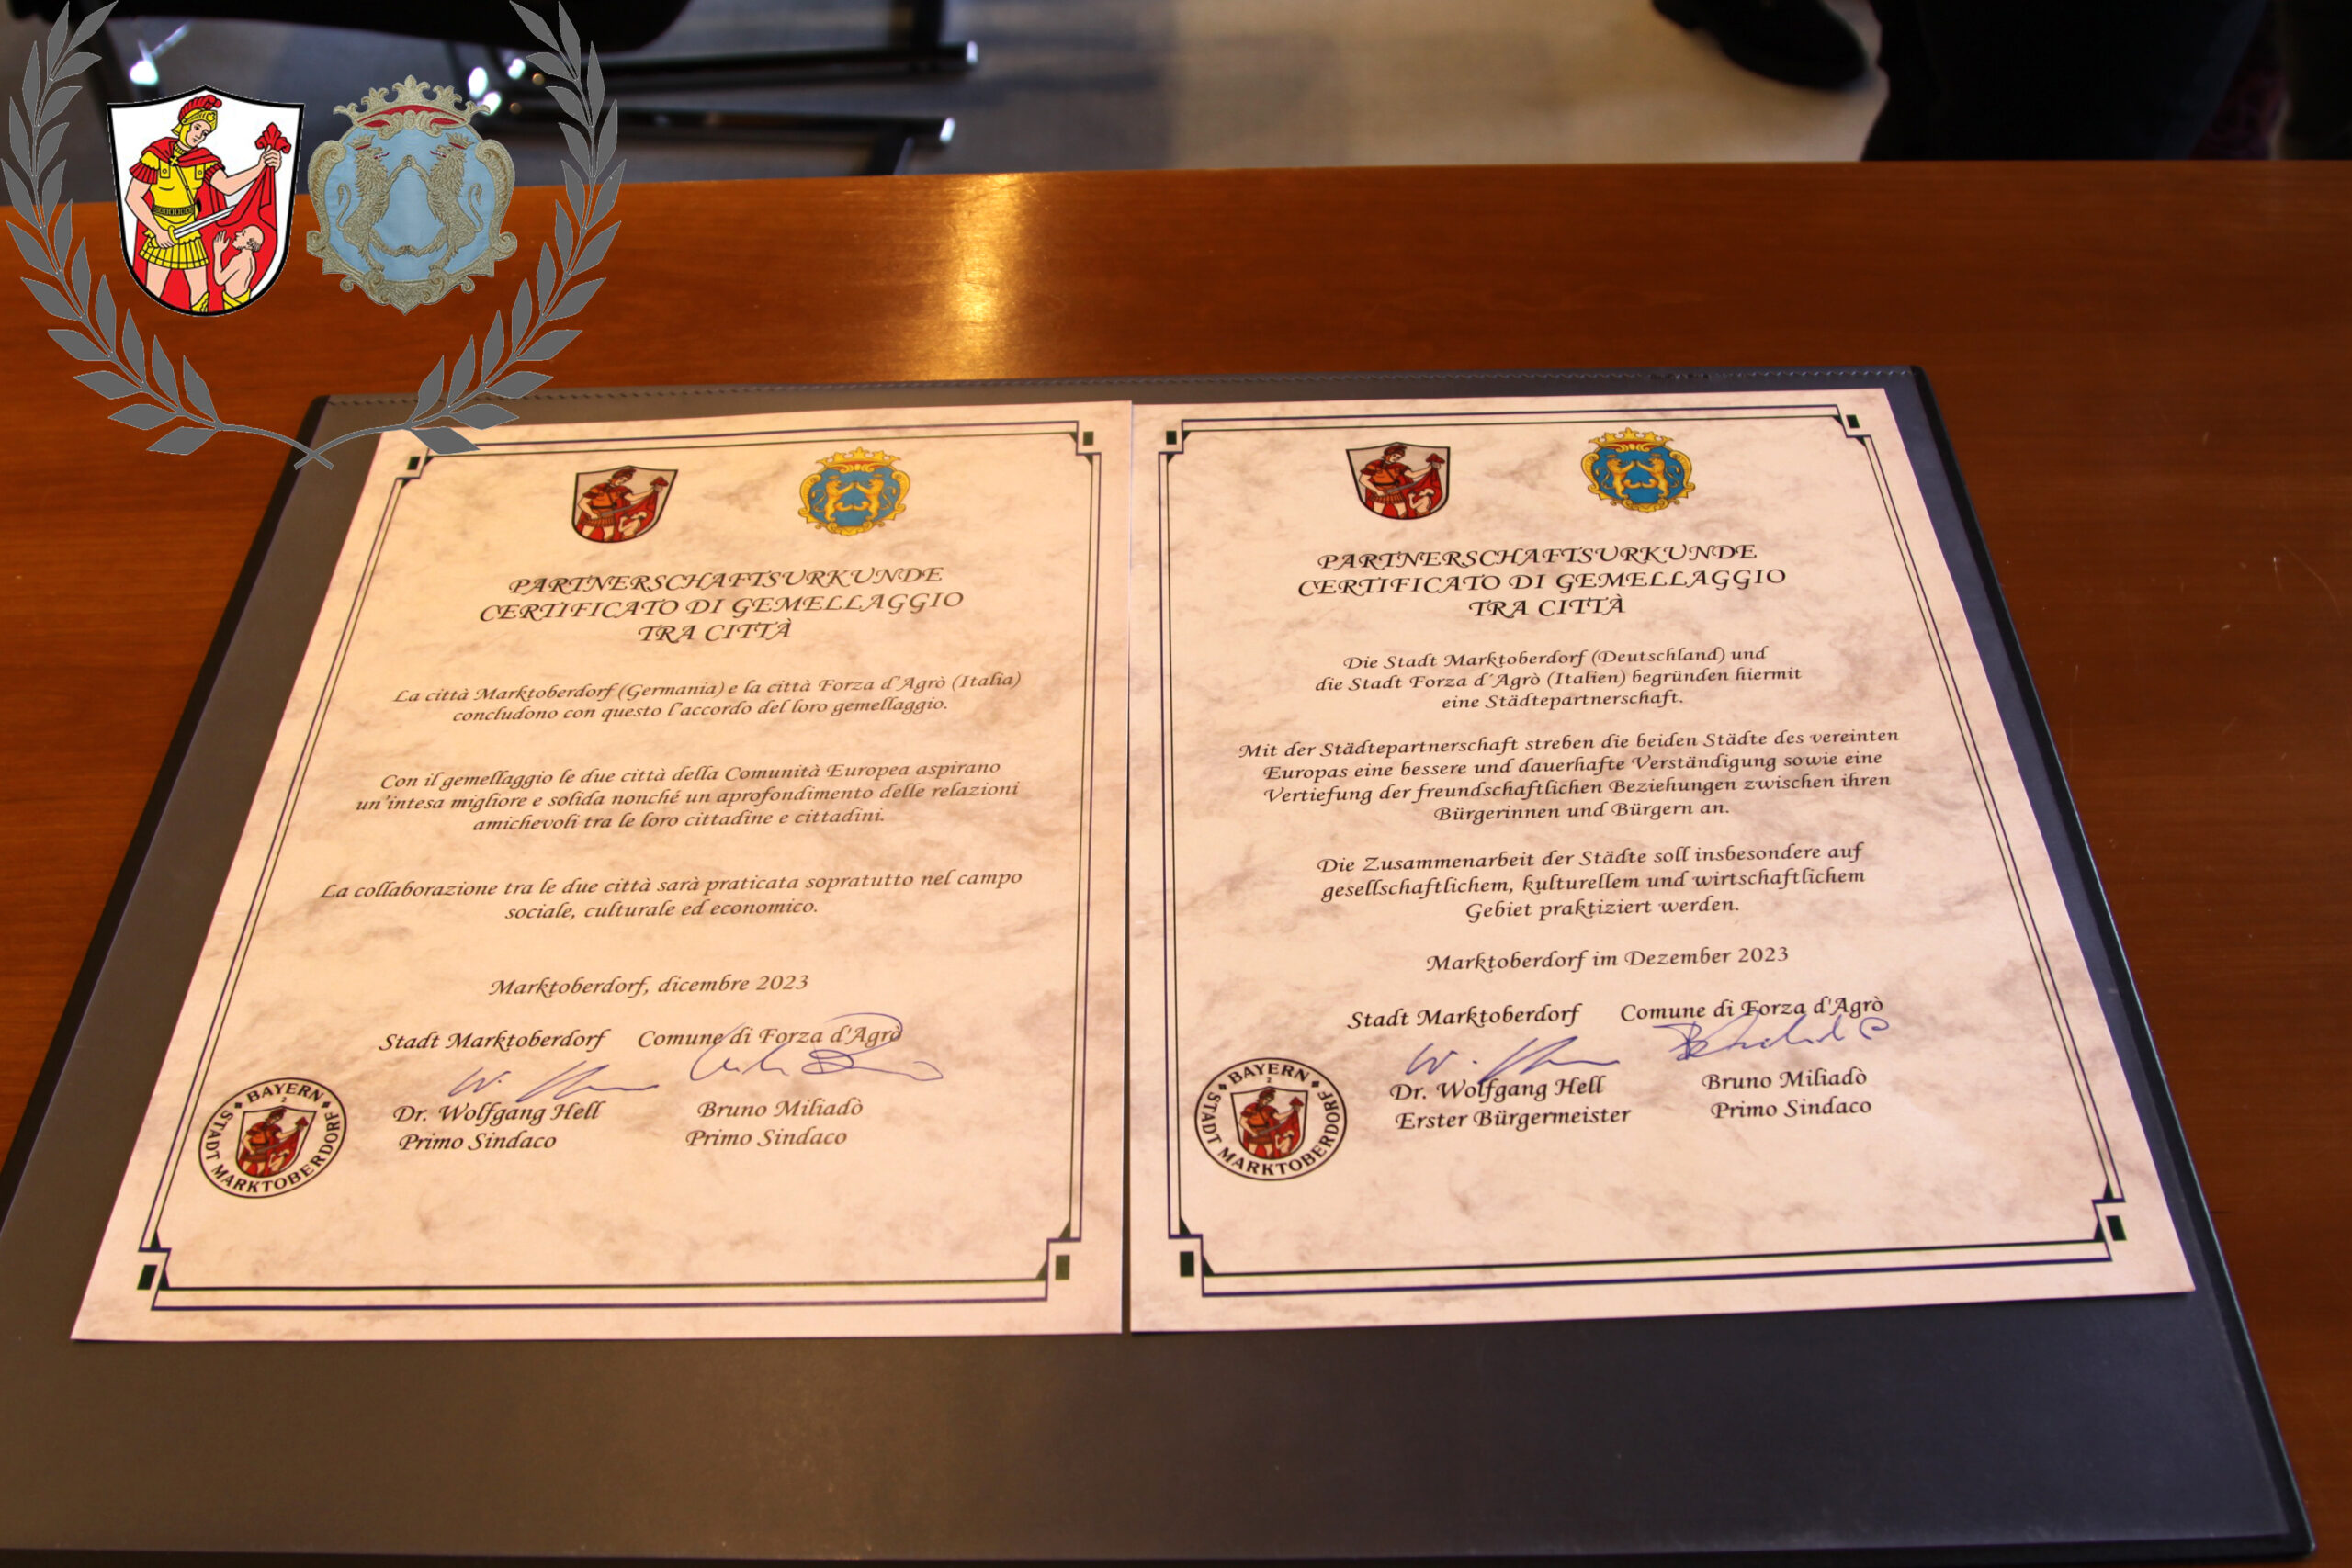 PARTNERSCHAFTSURKUNDE
CERTIFICATO DI GEMELLAGGIO
TRA CITTÀ
La città Marktoberdorf (Germania) e la città Forza d'Agrò (Italia)
concludono con questo l'accordo del loro gemellaggio.
Con il gemellaggio le due città della Comunità Europea aspirano
un'intesa migliore e solida nonché un aprofondimento delle relazioni
amichevoli tra le loro cittadine e cittadini.
La collaborazione tra le due città sarà praticata sopratutto nel campo
sociale, culturale ed economico.
Marktoberdorf, dicembre 2023
Stadt Marktoberdorf Comune di Forza d'Agrò
Dr. Wolfgang Hell Bruno Miliadò
Primo Sindaco Primo Sindaco
BAYERN
2
STADT MARKTOBERDORF
PARTNERSCHAFTSURKUNDE
CERTIFICATO DI GEMELLAGGIO
TRA CITTÀ
Die Stadt Marktoberdorf (Deutschland) und
die Stadt Forza d'Agrò (Italien) begründen hiermit
eine Städtepartnerschaft.
Mit der Städtepartnerschaft streben die beiden Städte des vereinten
Europas eine bessere und dauerhafte Verständigung sowie eine
Vertiefung der freundschaftlichen Beziehungen zwischen ihren
Bürgerinnen und Bürgern an.
Die Zusammenarbeit der Städte soll insbesondere auf
gesellschaftlichem, kulturellem und wirtschaftlichem
Gebiet praktiziert werden.
Marktoberdorf im Dezember 2023
Stadt Marktoberdorf Comune di Forza d'Agrò
Dr. Wolfgang Hell Bruno Miliadò
Erster Bürgermeister Primo Sindaco
BAYERN
2
STADT MARKTOBERDORF